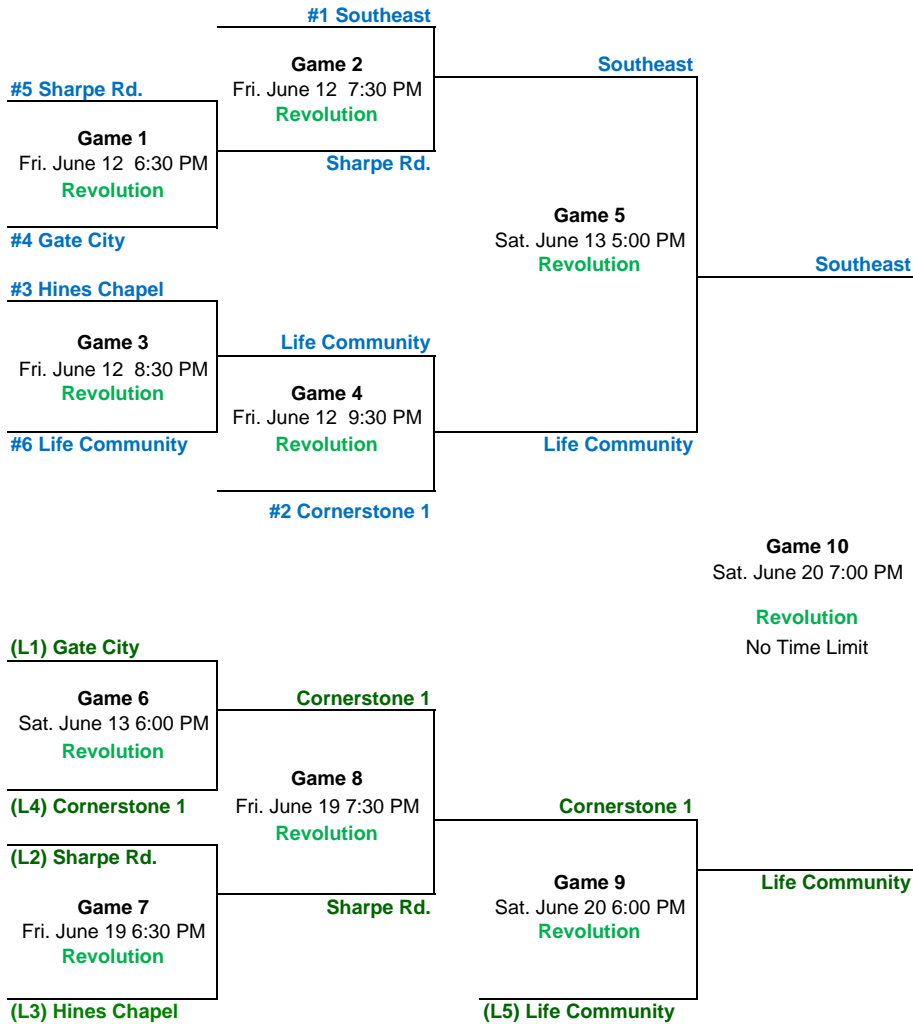 #1 Southeast
Game 2
Fri. June 12  7:30 PM
Revolution
Southeast
#5 Sharpe Rd.
Game 1
Fri. June 12  6:30 PM
Revolution
Sharpe Rd.
#4 Gate City
Game 5
Sat. June 13 5:00 PM
Revolution
Southeast
#3 Hines Chapel
Game 3
Fri. June 12  8:30 PM
Revolution
Life Community
Game 4
Fri. June 12  9:30 PM
Revolution
#6 Life Community
Life Community
#2 Cornerstone 1
Game 10
Sat. June 20 7:00 PM
Revolution
No Time Limit
(L1) Gate City
Game 6
Sat. June 13 6:00 PM
Revolution
Cornerstone 1
Game 8
Fri. June 19 7:30 PM
Revolution
(L4) Cornerstone 1
Cornerstone 1
(L2) Sharpe Rd.
Game 7
Fri. June 19 6:30 PM
Revolution
Sharpe Rd.
Game 9
Sat. June 20 6:00 PM
Revolution
Life Community
(L3) Hines Chapel
(L5) Life Community